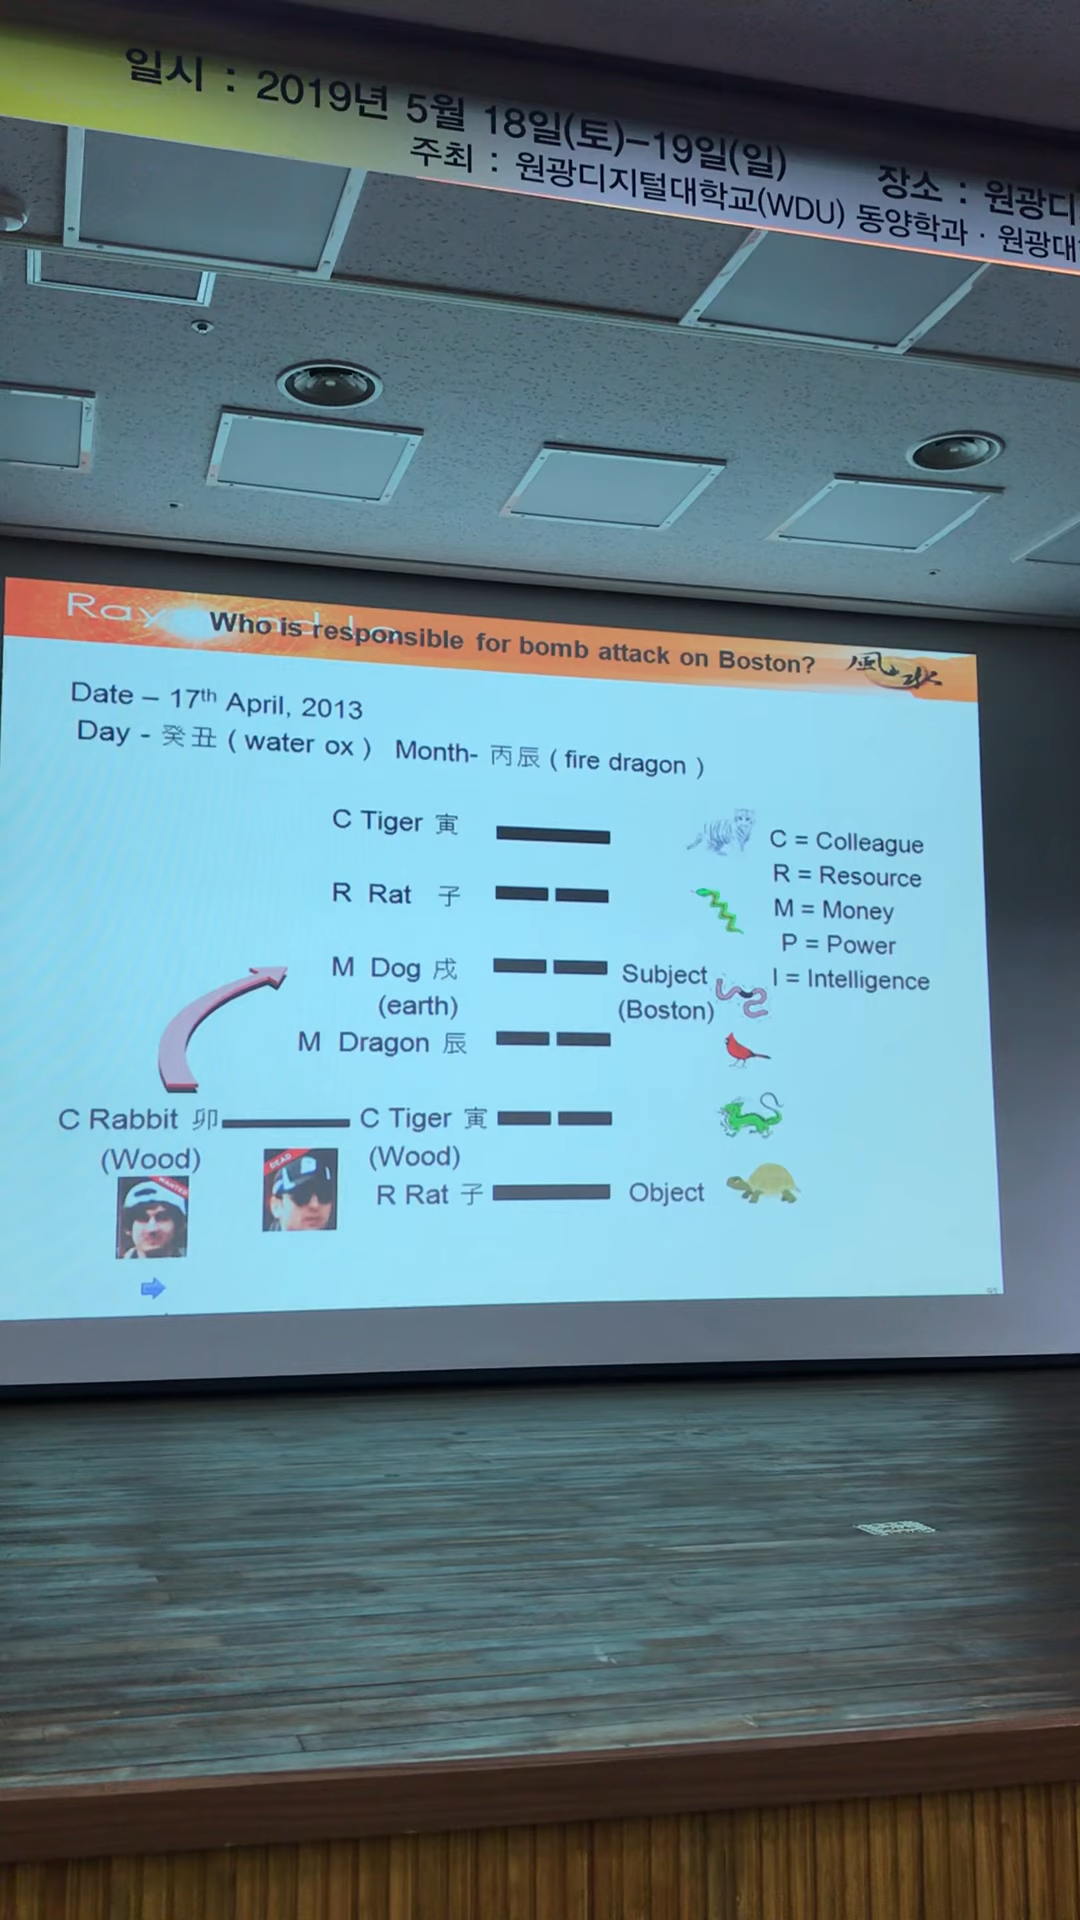 일시 : 2019년 5월 18일(토)-19일(일) 장소 : 원광디
주최 : 원광디지털대학교(WDU) 동양학과 · 원광대
Who is responsible for bomb attack on Boston?
風水
Date – 17th April, 2013
Day - 癸丑 ( water ox ) Month- 丙辰 ( fire dragon )
C Tiger 寅
C = Colleague
R = Resource
R Rat 子
M = Money
P = Power
M Dog 戌 Subject
I = Intelligence
(earth) (Boston)
M Dragon 辰
C Rabbit 卯 C Tiger 寅
(Wood) (Wood)
WANTED
DEAD
R Rat 子 Object